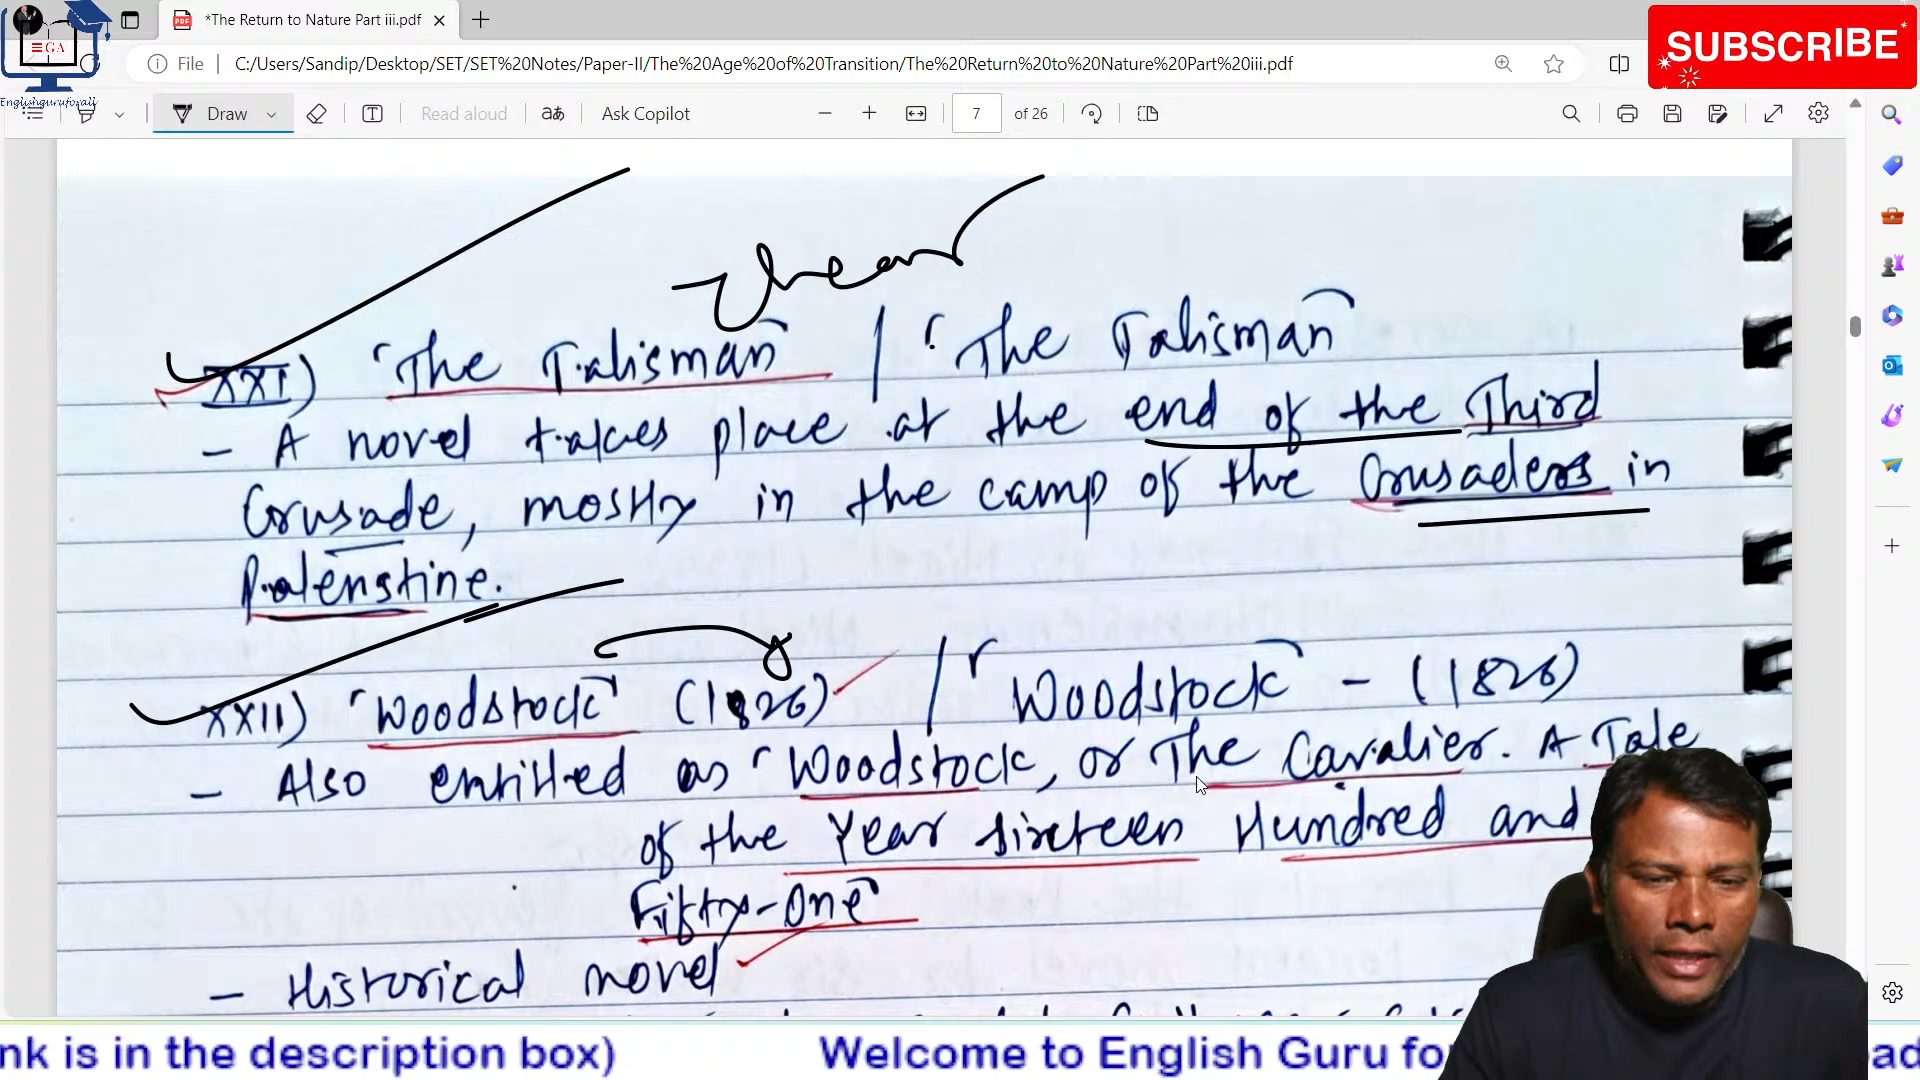 *The Return to Nature Part iii.pdf
SUBSCRIBE
GA
Englishguruforall
File
C:/Users/Sandip/Desktop/SET/SET%20Notes/Paper-II/The%20Age%20of%20Transition/The%20Return%20to%20Nature%20Part%20iii.pdf
Draw
Read aloud
aあ
Ask Copilot
7
of 26
XXI) 'The Talisman' / 'The Talisman'
- A novel takes place at the end of the Third
Crusade, mostly in the camp of the Crusaders in
Palenstine.
XXII) 'Woodstock' (1826) / 'Woodstock' - (1826)
- Also entitled as 'Woodstock, or The Cavalier. A Tale
of the Year Sixteen Hundred and
Fifty-One'
- Historical novel
nk is in the description box)
Welcome to English Guru fo